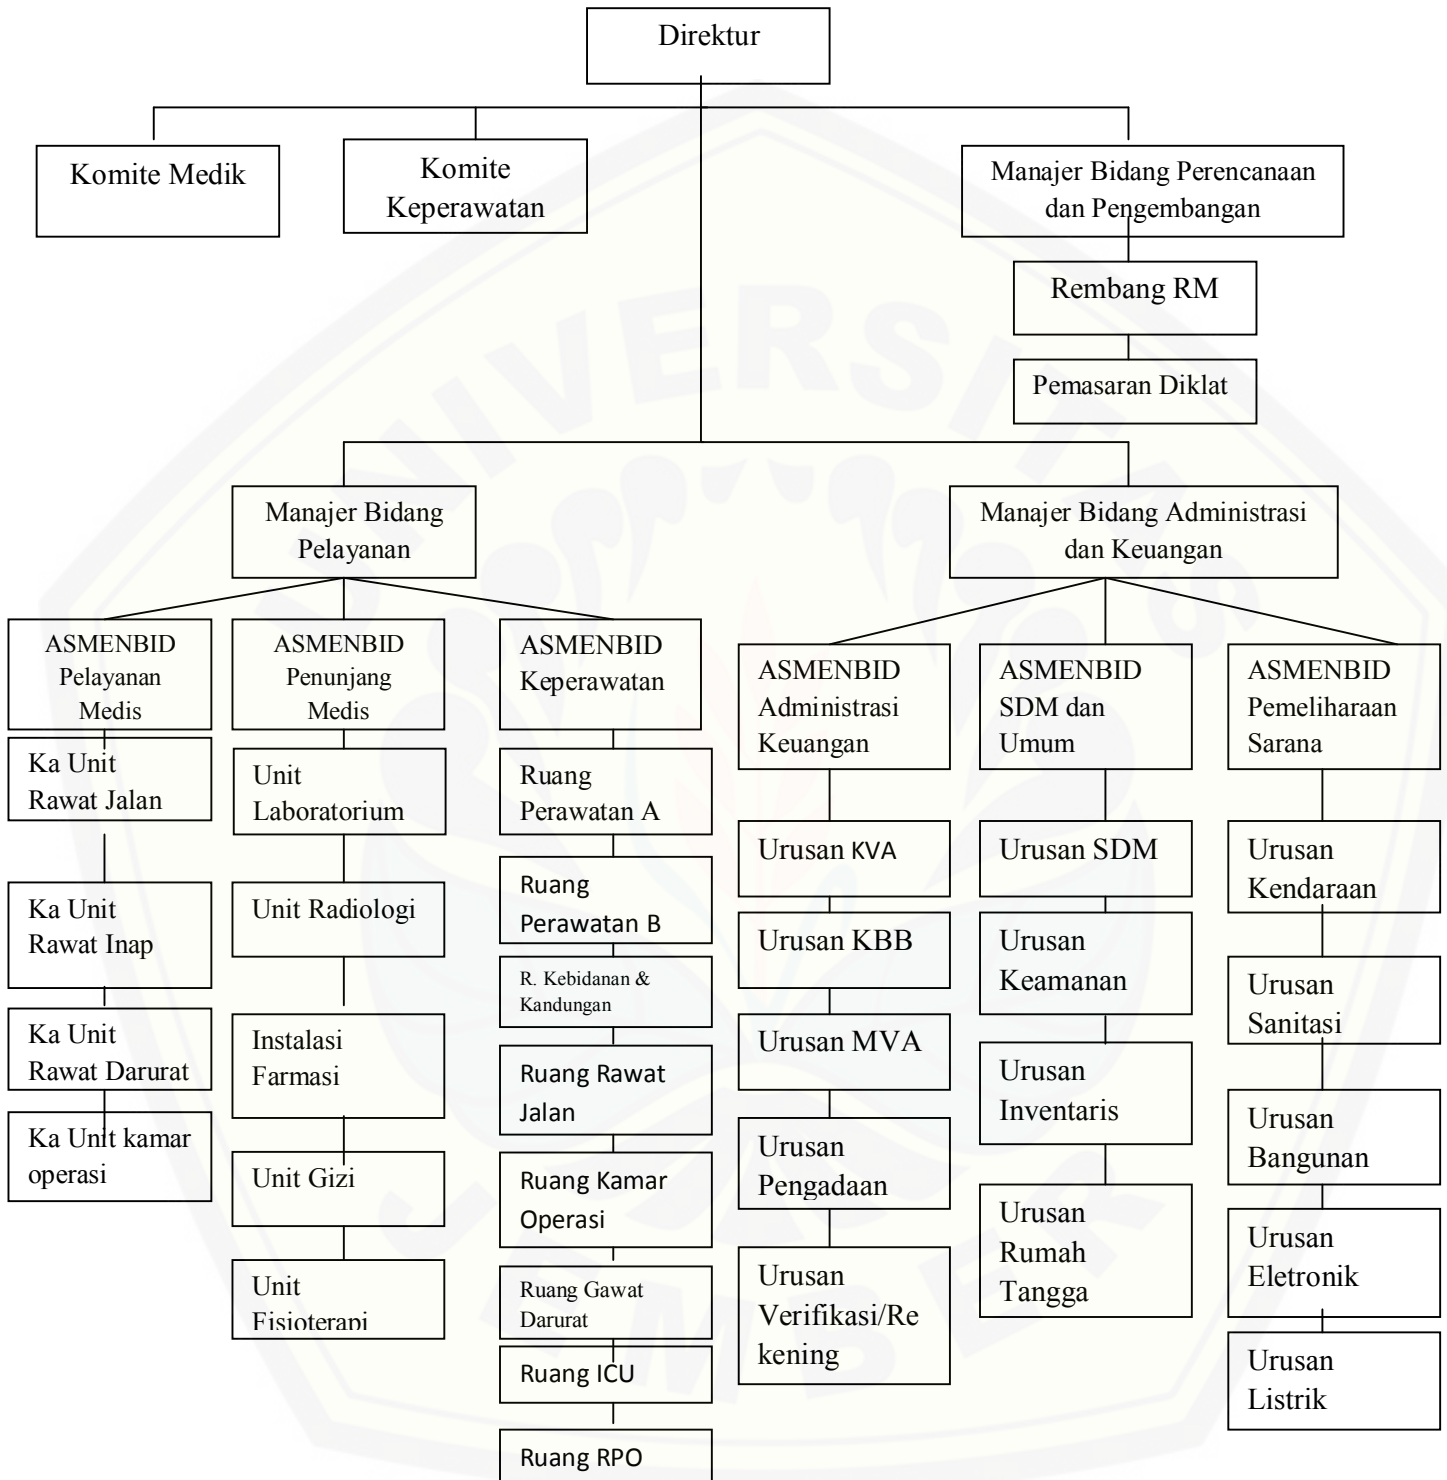 Direktur
Komite Medik
Komite
Keperawatan
Manajer Bidang Perencanaan
dan Pengembangan
Rembang RM
Pemasaran Diklat
Manajer Bidang
Pelayanan
Manajer Bidang Administrasi
dan Keuangan
ASMENBID
Pelayanan
Medis
Ka Unit
Rawat Jalan
Ka Unit
Rawat Inap
Ka Unit
Rawat Darurat
Ka Unit kamar
operasi
ASMENBID
Penunjang
Medis
Unit
Laboratorium
Unit Radiologi
Instalasi
Farmasi
Unit Gizi
Unit
Fisioterapi
ASMENBID
Keperawatan
Ruang
Perawatan A
Ruang
Perawatan B
R. Kebidanan &
Kandungan
Ruang Rawat
Jalan
Ruang Kamar
Operasi
Ruang Gawat
Darurat
Ruang ICU
Ruang RPO
ASMENBID
Administrasi
Keuangan
Urusan KVA
Urusan KBB
Urusan MVA
Urusan
Pengadaan
Urusan
Verifikasi/Re
kening
ASMENBID
SDM dan
Umum
Urusan SDM
Urusan
Keamanan
Urusan
Inventaris
Urusan
Rumah
Tangga
ASMENBID
Pemeliharaan
Sarana
Urusan
Kendaraan
Urusan
Sanitasi
Urusan
Bangunan
Urusan
Eletronik
Urusan
Listrik
UNIVERSITAS
JEMBER